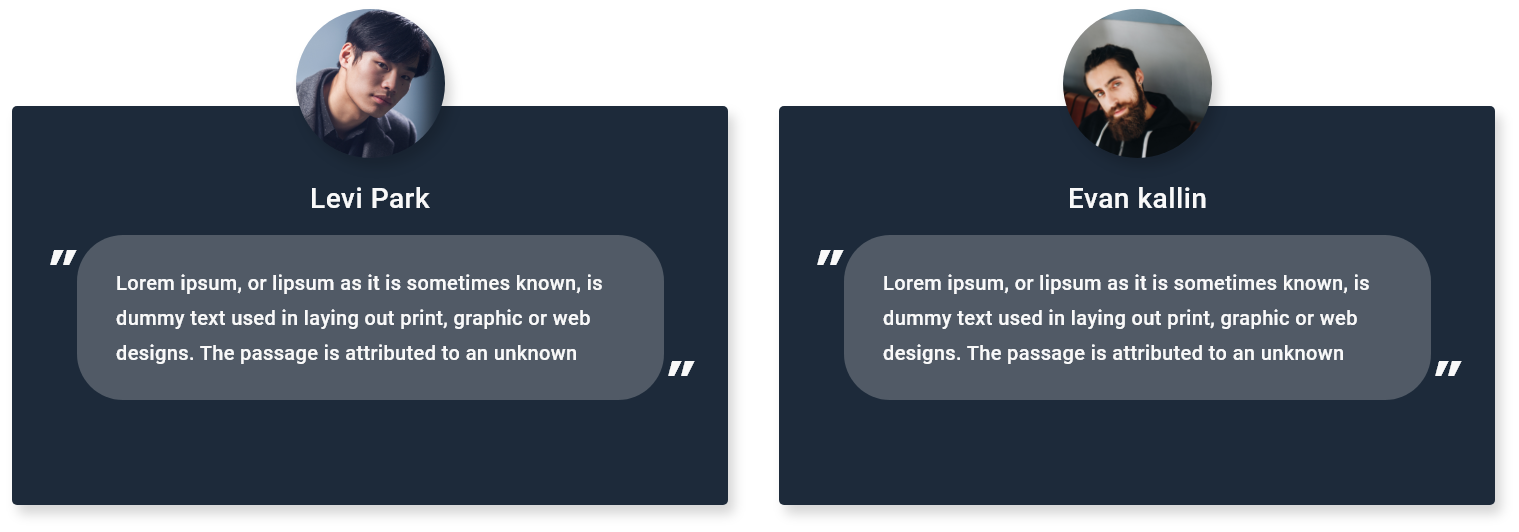 Levi Park
" Lorem ipsum, or lipsum as it is sometimes known, is
dummy text used in laying out print, graphic or web
designs. The passage is attributed to an unknown "
Evan kallin
" Lorem ipsum, or lipsum as it is sometimes known, is
dummy text used in laying out print, graphic or web
designs. The passage is attributed to an unknown "